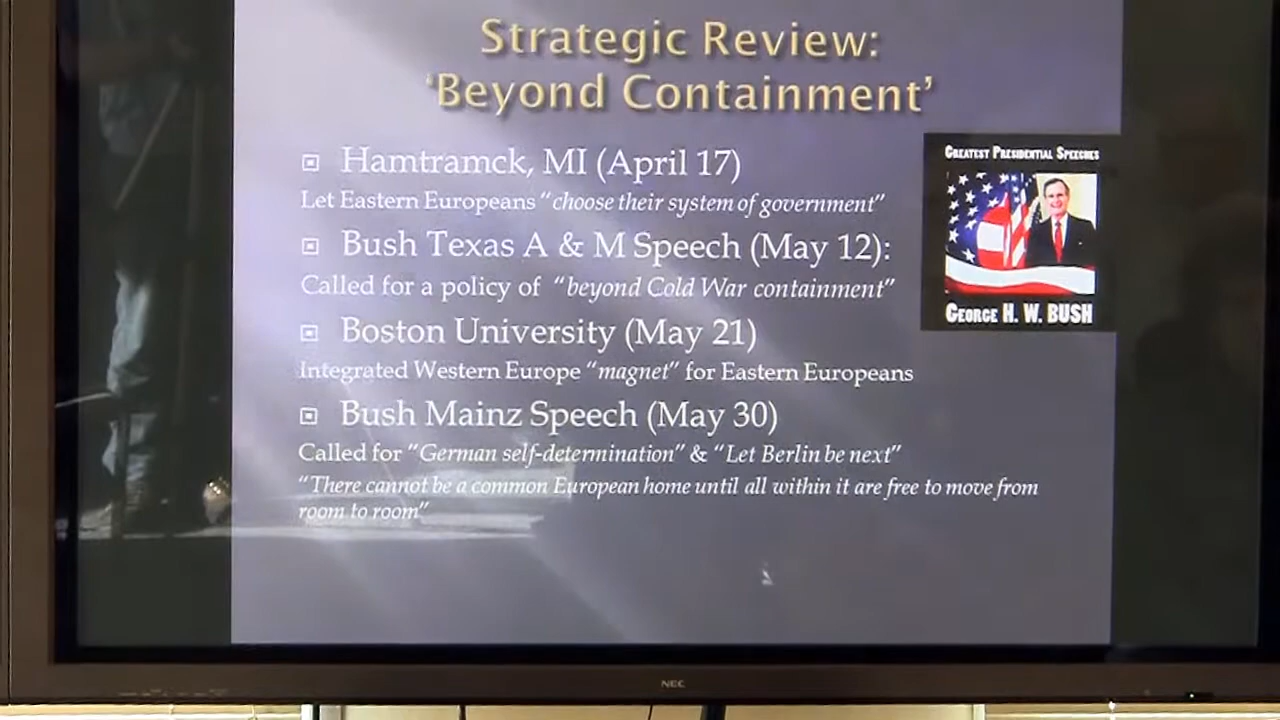 Strategic Review:
‘Beyond Containment’
Hamtramck, MI (April 17)
Let Eastern Europeans “choose their system of government”
Bush Texas A & M Speech (May 12):
Called for a policy of “beyond Cold War containment”
Boston University (May 21)
Integrated Western Europe “magnet” for Eastern Europeans
Bush Mainz Speech (May 30)
Called for “German self-determination” & “Let Berlin be next”
“There cannot be a common European home until all within it are free to move from
room to room”
GREATEST PRESIDENTIAL SPEECHES
GEORGE H. W. BUSH
NEC